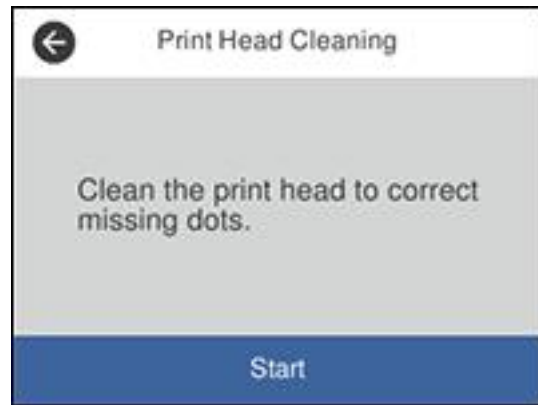 Print Head Cleaning
Clean the print head to correct
missing dots.
Start